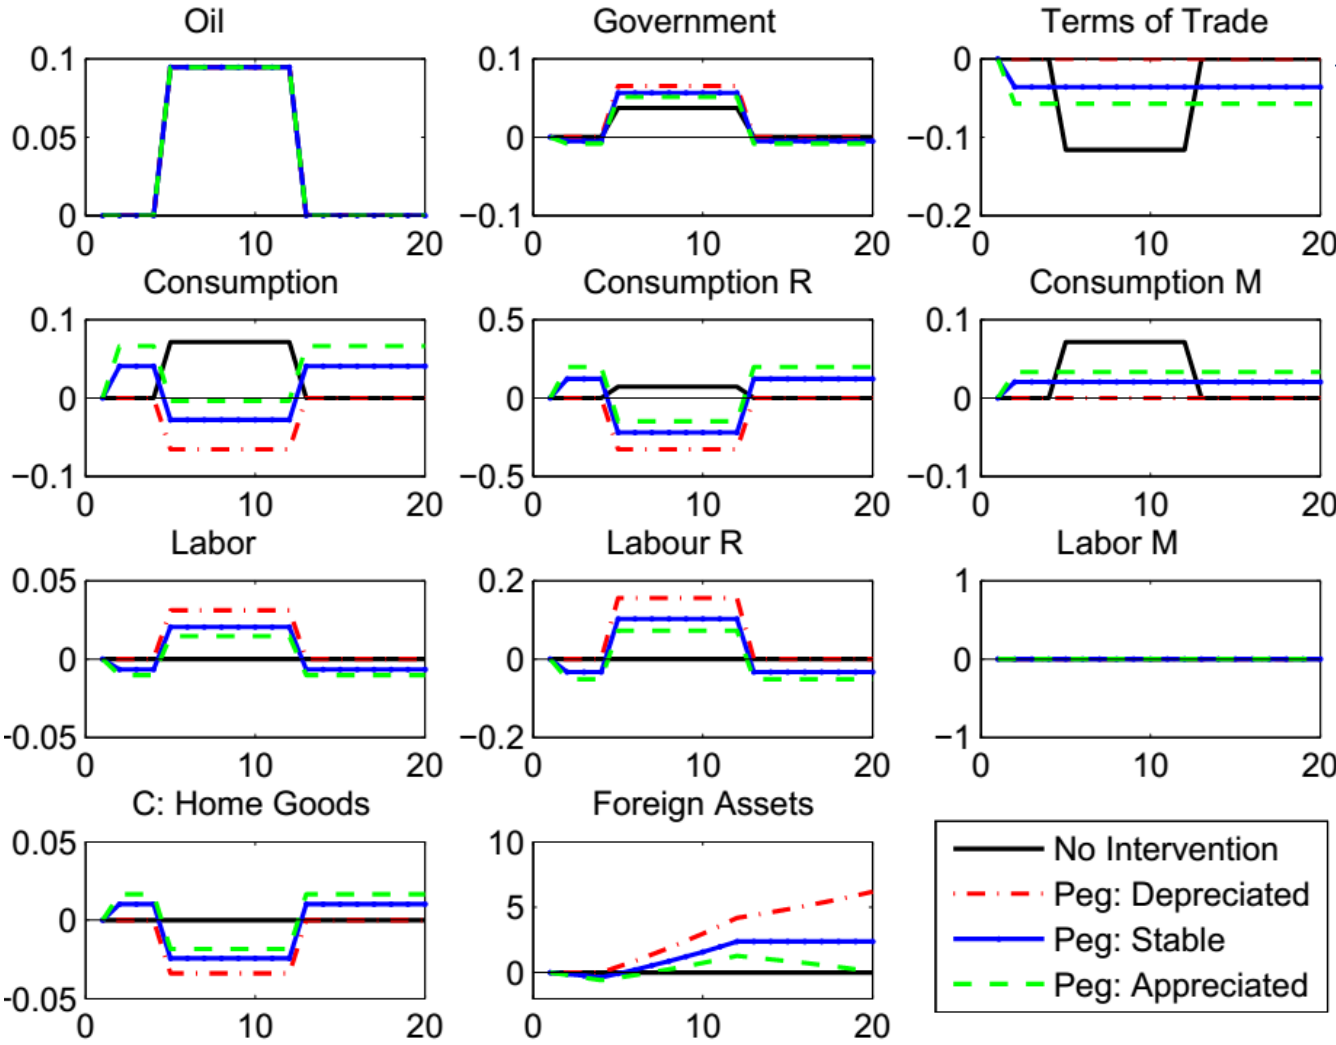 Oil
Government
Terms of Trade
0.1
0.05
0
0 10 20
0.1
0
−0.1
0 10 20
0
−0.1
−0.2
0 10 20
Consumption
Consumption R
Consumption M
0.1
0
−0.1
0 10 20
0.5
0
−0.5
0 10 20
0.1
0
0.1
0 10 20
Labor
Labour R
Labor M
0.05
0
-0.05
0 10 20
0.2
0
−0.2
0 10 20
1
0
−1
0 10 20
C: Home Goods
Foreign Assets
0.05
0
-0.05
0 10 20
10
5
0
0 10 20
No Intervention
Peg: Depreciated
Peg: Stable
Peg: Appreciated